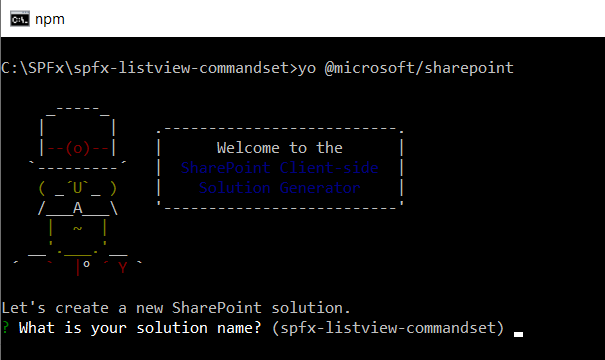 npm
C:\SPFx\spfx-listview-commandset>yo @microsoft/sharepoint
Welcome to the
SharePoint Client-side
Solution Generator
Let's create a new SharePoint solution.
? What is your solution name? (spfx-listview-commandset)